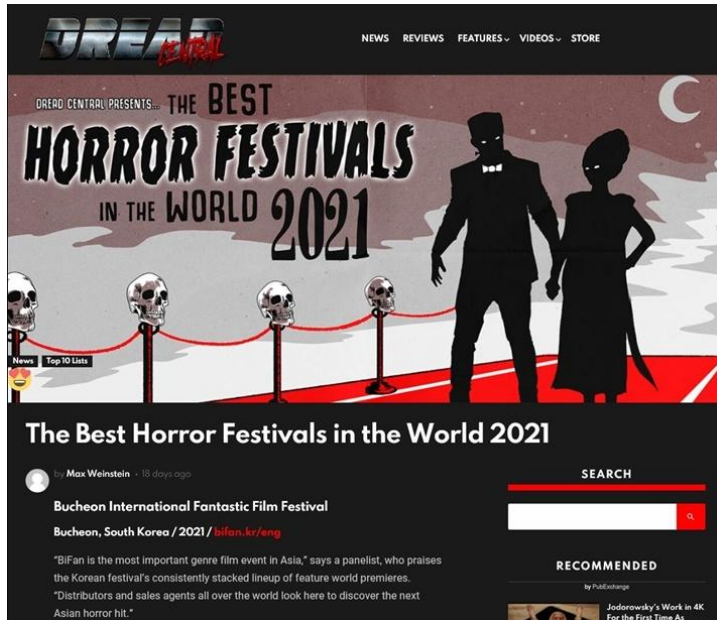 DREAD
CENTRAL
NEWS REVIEWS FEATURES VIDEOS STORE
DREAD CENTRAL PRESENTS... THE BEST
HORROR FESTIVALS
IN THE WORLD 2021
News Top 10 Lists
The Best Horror Festivals in the World 2021
by Max Weinstein • 18 days ago
Bucheon International Fantastic Film Festival
Bucheon, South Korea / 2021 / bifan.kr/eng
“BiFan is the most important genre film event in Asia,” says a panelist, who praises
the Korean festival’s consistently stacked lineup of feature world premieres.
“Distributors and sales agents all over the world look here to discover the next
Asian horror hit.”
SEARCH
RECOMMENDED
by PubExchange
Jodorowsky's Work in 4K
For the First Time As